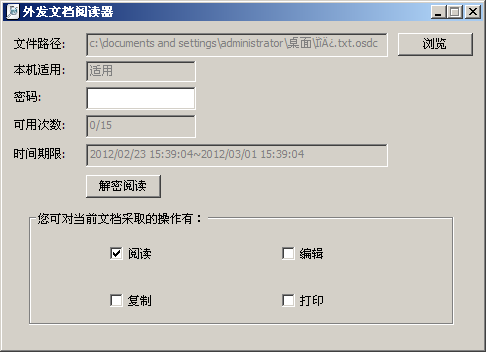 外发文档阅读器
文件路径: c:\documents and settings\administrator\桌面\ïîÄ¿.txt.osdc 浏览
本机适用: 适用
密码:
可用次数: 0/15
时间期限: 2012/02/23 15:39:04~2012/03/01 15:39:04
解密阅读
您可对当前文档采取的操作有：
阅读 编辑
复制 打印